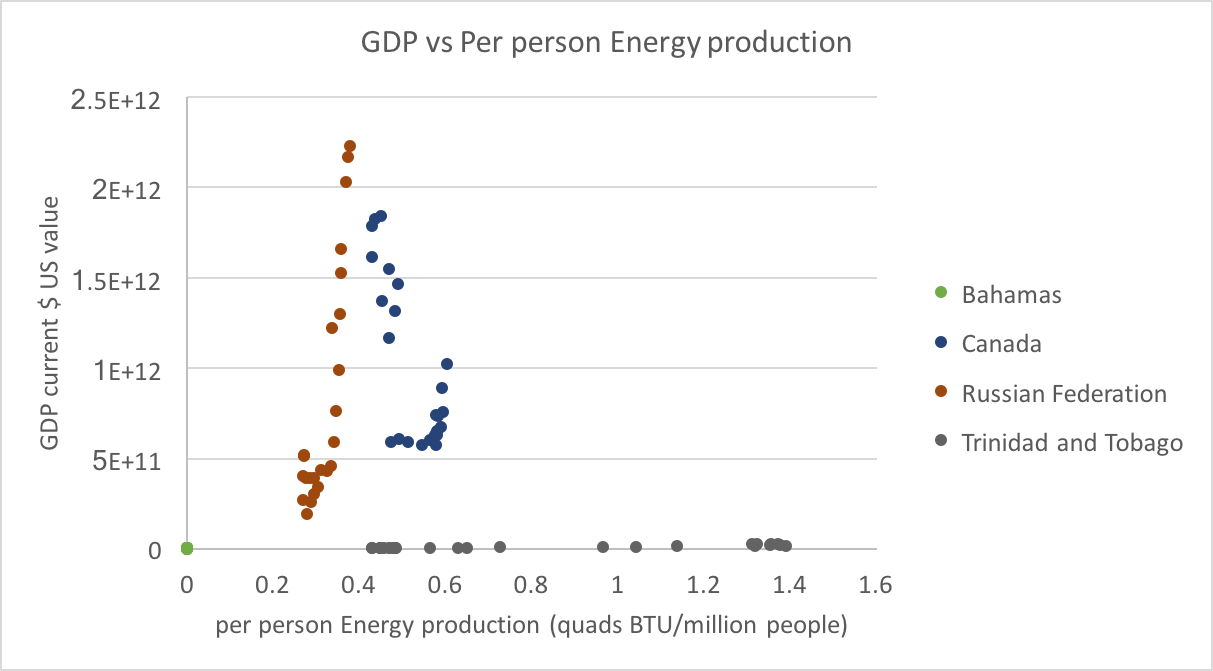 GDP vs Per person Energy production
2.5E+12
2E+12
1.5E+12
1E+12
5E+11
0
GDP current $ US value
0 0.2 0.4 0.6 0.8 1 1.2 1.4 1.6
per person Energy production (quads BTU/million people)
Bahamas
Canada
Russian Federation
Trinidad and Tobago